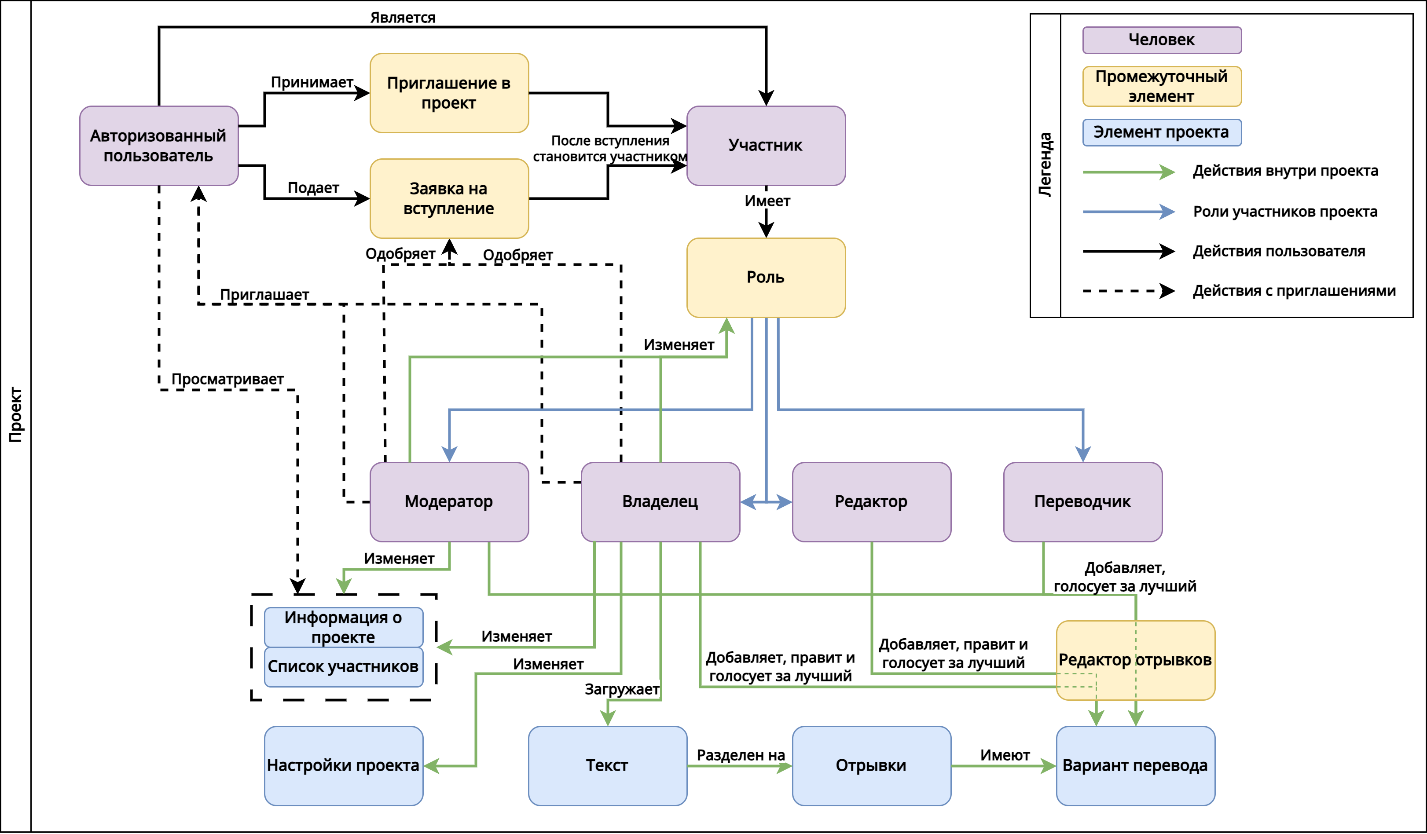 Проект
Является
Принимает
Приглашение в
проект
Авторизованный
пользователь
После вступления
становится участником
Участник
Подает
Заявка на
вступление
Имеет
Одобряет
Одобряет
Приглашает
Роль
Изменяет
Просматривает
Модератор
Владелец
Редактор
Переводчик
Изменяет
Добавляет,
голосует за лучший
Информация о
проекте
Список участников
Изменяет
Изменяет
Добавляет, правит и
голосует за лучший
Добавляет, правит и
голосует за лучший
Редактор отрывков
Загружает
Настройки проекта
Текст
Разделен на
Отрывки
Имеют
Вариант перевода
Легенда
Человек
Промежуточный
элемент
Элемент проекта
Действия внутри проекта
Роли участников проекта
Действия пользователя
Действия с приглашениями